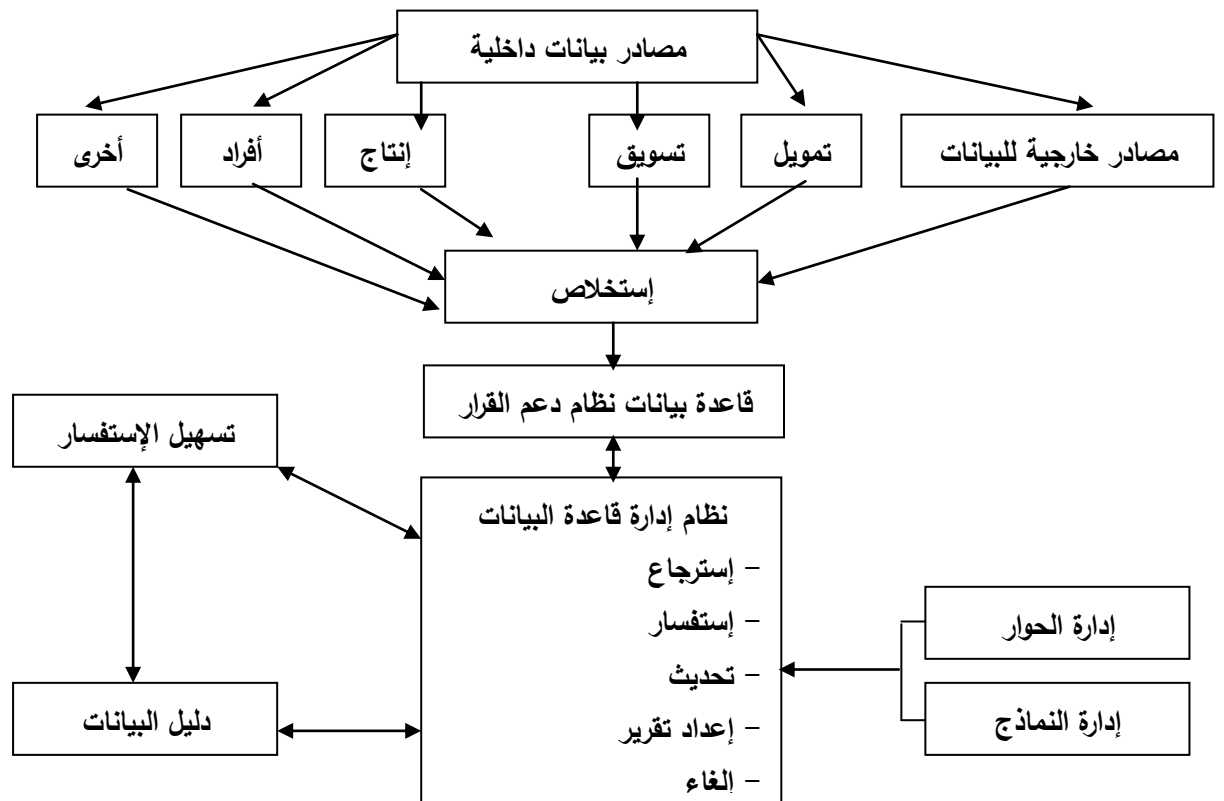 مصادر بيانات داخلية
مصادر خارجية للبيانات
تمويل
تسويق
إنتاج
أفراد
أخرى
إستخلاص
قاعدة بيانات نظام دعم القرار
تسهيل الإستفسار
نظام إدارة قاعدة البيانات
- إسترجاع
- إستفسار
- تحديث
- إعداد تقرير
- إلغاء
إدارة الحوار
إدارة النماذج
دليل البيانات